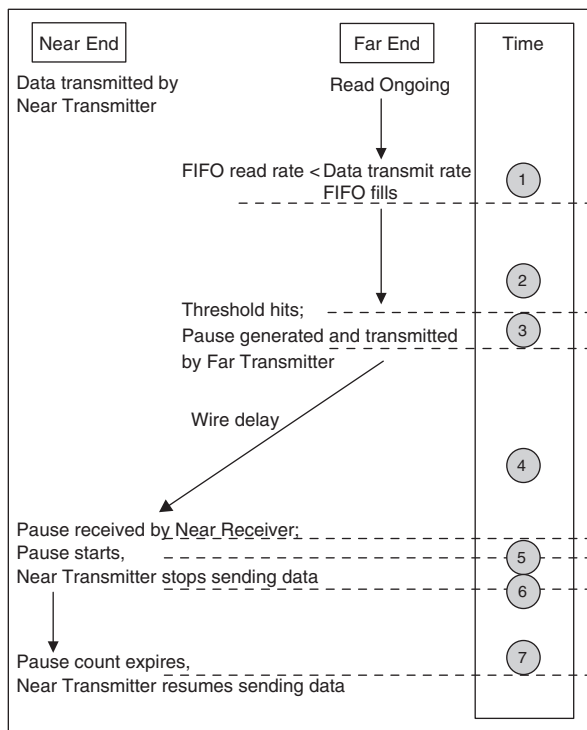 Near End
Far End
Time
Data transmitted by
Near Transmitter
Read Ongoing
FIFO read rate < Data transmit rate
FIFO fills
1
2
Threshold hits;
Pause generated and transmitted
by Far Transmitter
3
Wire delay
4
Pause received by Near Receiver;
Pause starts,
Near Transmitter stops sending data
5
6
Pause count expires,
Near Transmitter resumes sending data
7